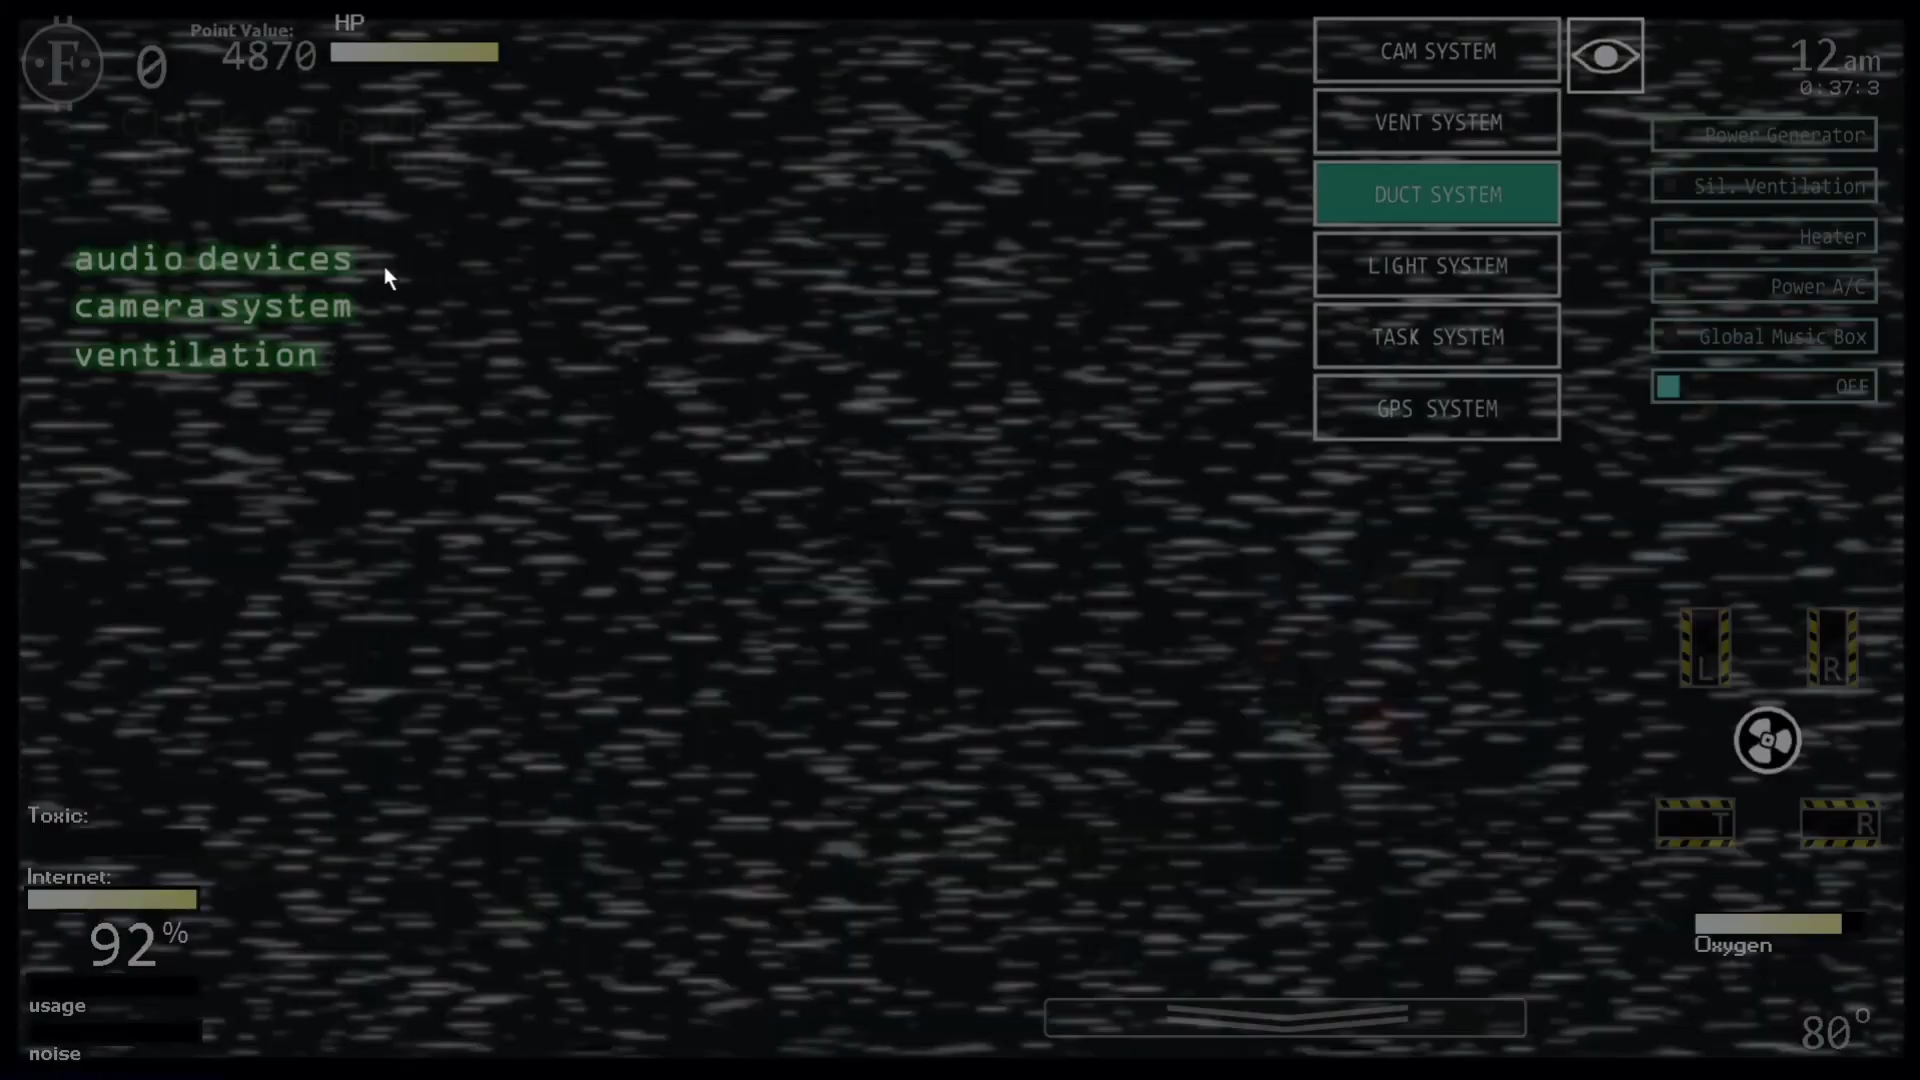 F
0
Point Value:
4870
HP
CAM SYSTEM
12am
0:37:3
VENT SYSTEM
Power Generator
DUCT SYSTEM
Sil. Ventilation
Heater
audio devices
LIGHT SYSTEM
Power A/C
camera system
TASK SYSTEM
Global Music Box
ventilation
OFF
GPS SYSTEM
L
R
Toxic:
T
R
Internet:
92%
Oxygen
usage
80°
noise